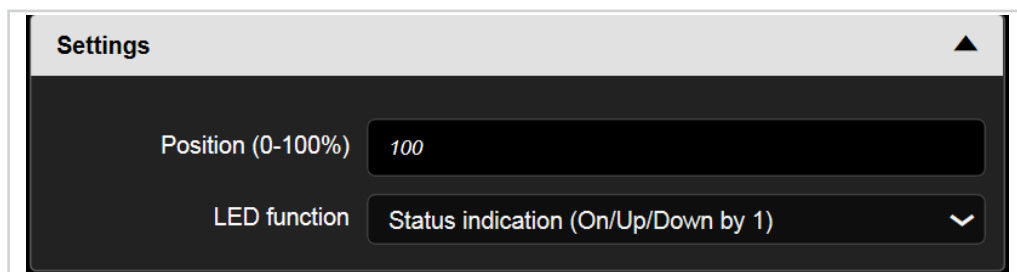 Settings
Position (0-100%) 100
LED function Status indication (On/Up/Down by 1)